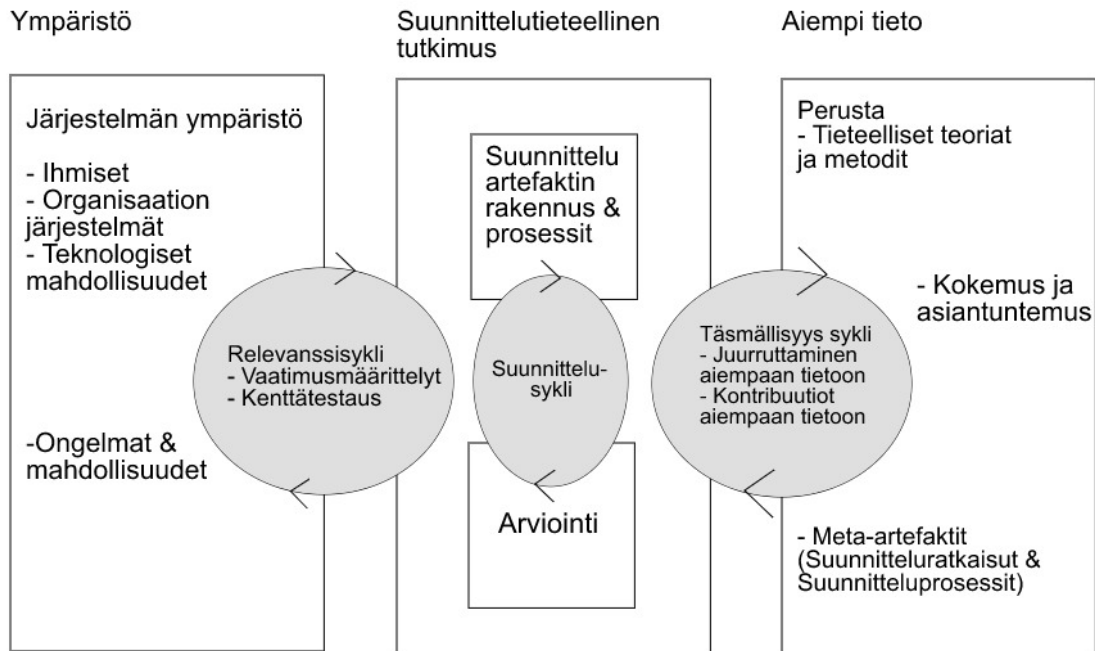 Ympäristö
Suunnittelutieteellinen
tutkimus
Aiempi tieto
Järjestelmän ympäristö
- Ihmiset
- Organisaation
järjestelmät
- Teknologiset
mahdollisuudet
-Ongelmat &
mahdollisuudet
Relevanssisykli
- Vaatimusmäärittelyt
- Kenttätestaus
Suunnittelu
artefaktin
rakennus &
prosessit
Suunnittelu-
sykli
Arviointi
Täsmällisyys sykli
- Juurruttaminen
aiempaan tietoon
- Kontribuutiot
aiempaan tietoon
Perusta
- Tieteelliset teoriat
ja metodit
- Kokemus ja
asiantuntemus
- Meta-artefaktit
(Suunnitteluratkaisut &
Suunnitteluprosessit)